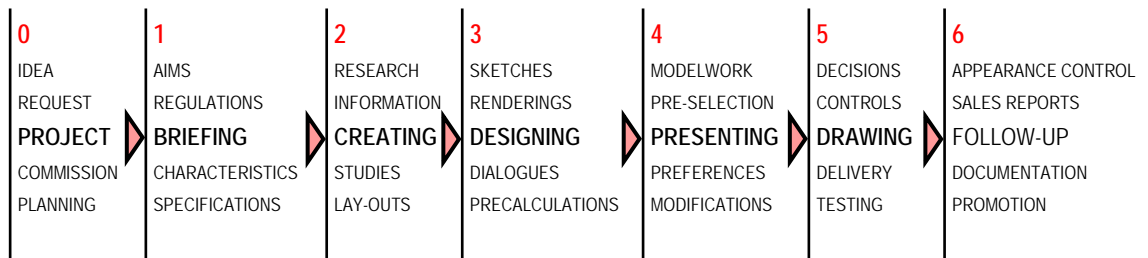 0
IDEA
REQUEST
PROJECT
COMMISSION
PLANNING
1
AIMS
REGULATIONS
BRIEFING
CHARACTERISTICS
SPECIFICATIONS
2
RESEARCH
INFORMATION
CREATING
STUDIES
LAY-OUTS
3
SKETCHES
RENDERINGS
DESIGNING
DIALOGUES
PRECALCULATIONS
4
MODELWORK
PRE-SELECTION
PRESENTING
PREFERENCES
MODIFICATIONS
5
DECISIONS
CONTROLS
DRAWING
DELIVERY
TESTING
6
APPEARANCE CONTROL
SALES REPORTS
FOLLOW-UP
DOCUMENTATION
PROMOTION